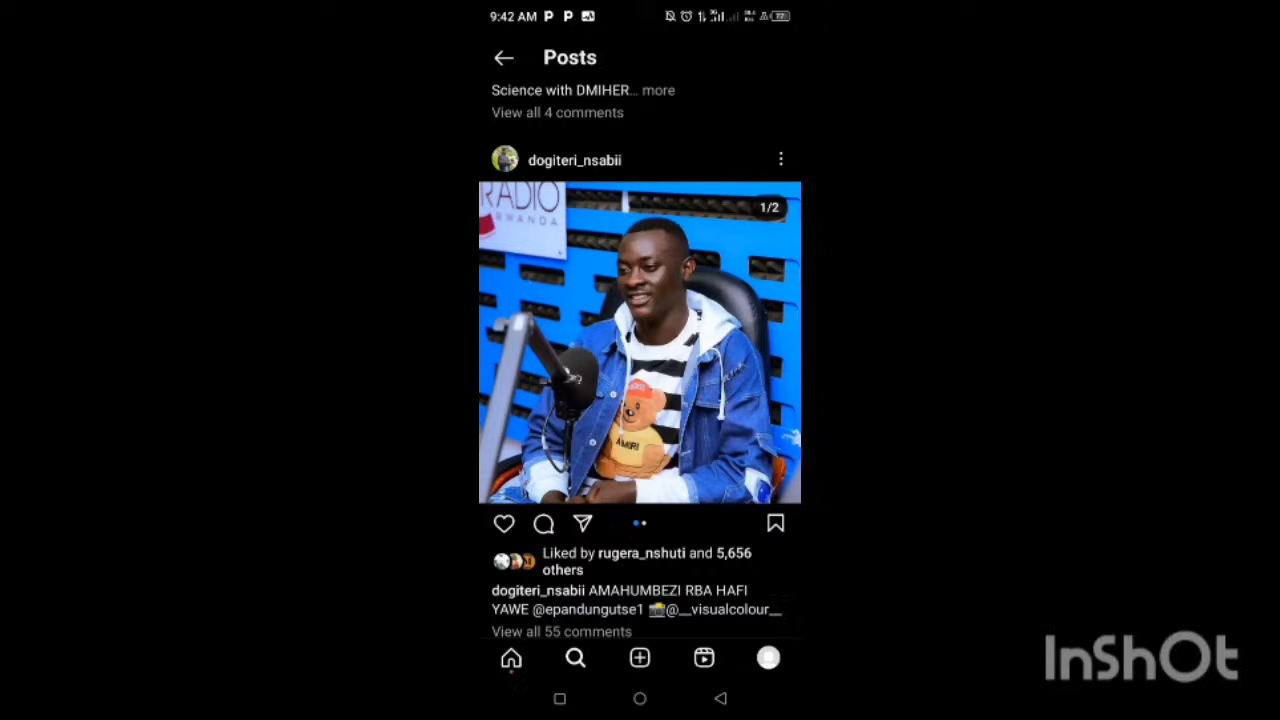 9:42 AM
Posts
Science with DMIHER... more
View all 4 comments
dogiteri_nsabii
RADIO
RWANDA
1/2
AMIRI
Liked by rugera_nshuti and 5,656
others
dogiteri_nsabii AMAHUMBEZI RBA HAFI
YAWE @epandungutse1 📸@__visualcolour__
View all 55 comments
InShOt